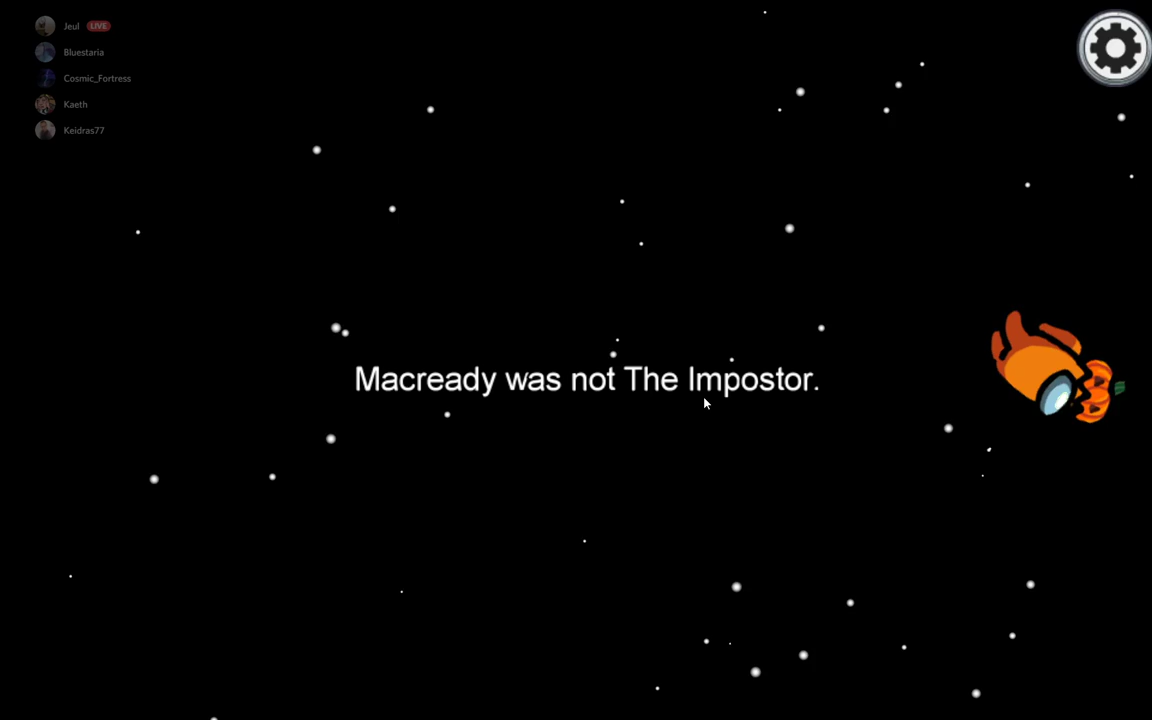 Jeul LIVE
Bluestaria
Cosmic_Fortress
Kaeth
Keidras77
Macready was not The Impostor.